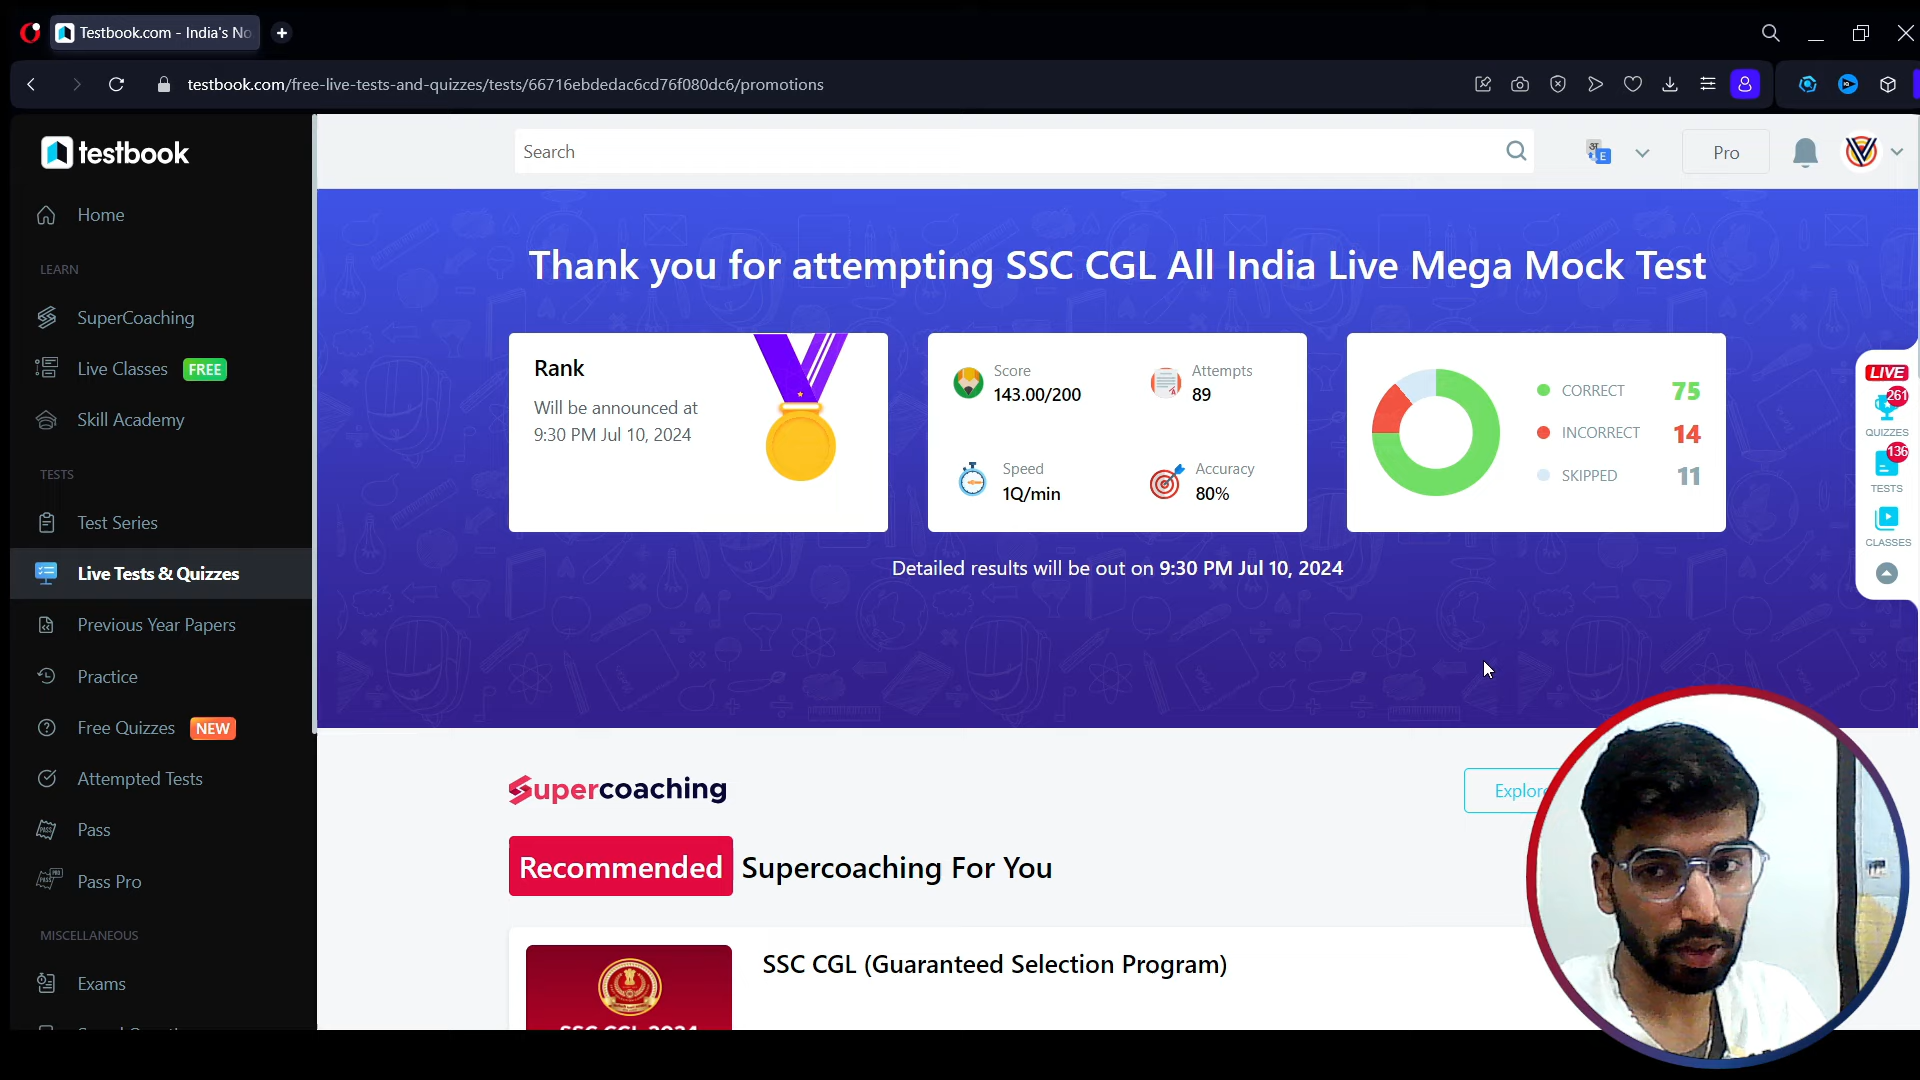 Testbook.com - India's No
testbook.com/free-live-tests-and-quizzes/tests/66716ebdedac6cd76f080dc6/promotions
testbook
Search
Pro
Home
LEARN
SuperCoaching
Live Classes FREE
Skill Academy
TESTS
Test Series
Live Tests & Quizzes
Previous Year Papers
Practice
Free Quizzes NEW
Attempted Tests
Pass
Pass Pro
MISCELLANEOUS
Exams
Thank you for attempting SSC CGL All India Live Mega Mock Test
Rank
Will be announced at
9:30 PM Jul 10, 2024
Score
143.00/200
Attempts
89
Speed
1Q/min
Accuracy
80%
CORRECT 75
INCORRECT 14
SKIPPED 11
Detailed results will be out on 9:30 PM Jul 10, 2024
LIVE
261
QUIZZES
136
TESTS
CLASSES
Supercoaching
Explore
Recommended Supercoaching For You
SSC CGL (Guaranteed Selection Program)
SSC CGL 2024